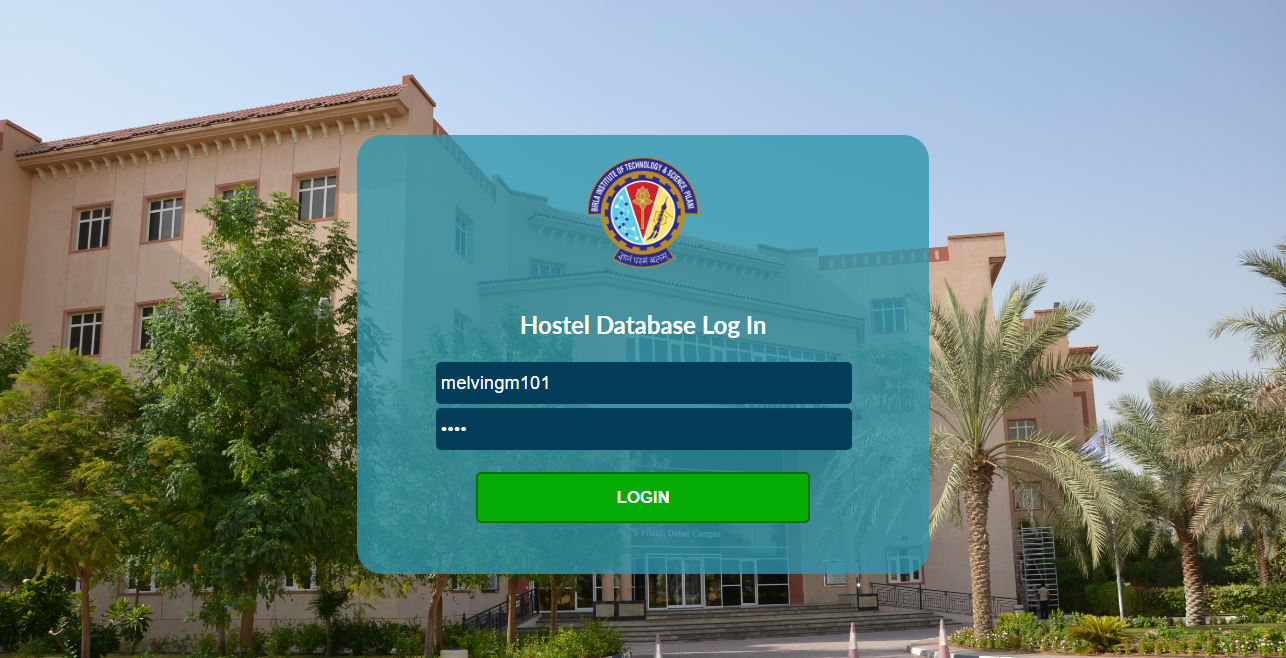 BIRLA INSTITUTE OF TECHNOLOGY & SCIENCE PILANI
ज्ञानं परमं बलम्
Hostel Database Log In
melvingm101
••••
LOGIN
S Pilani, Dubai Campus